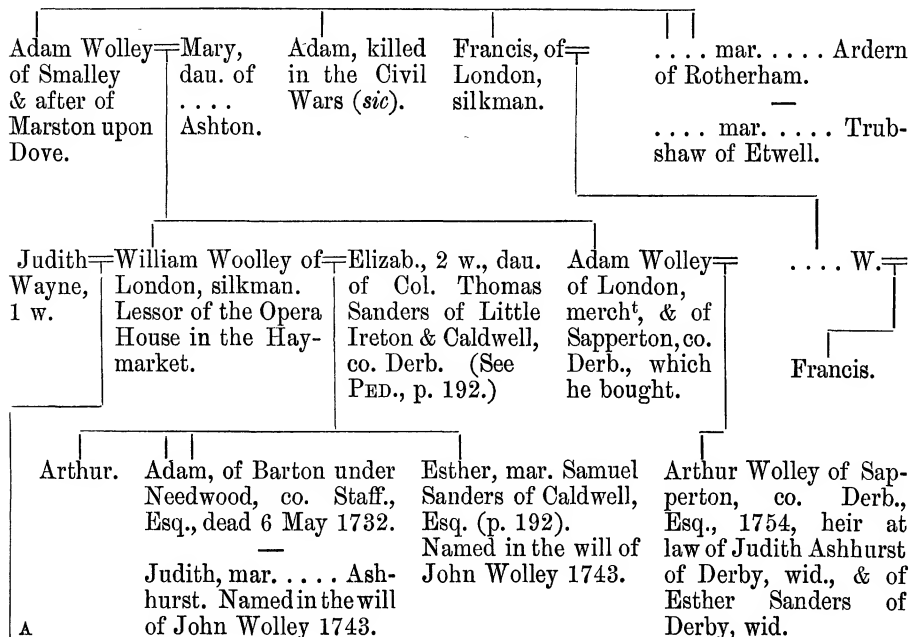 Adam Wolley
of Smalley
& after of
Marston upon
Dove.
Mary,
dau. of
. . . .
Ashton.
Adam, killed
in the Civil
Wars (sic).
Francis, of
London,
silkman.
. . . . mar. . . . . Ardern
of Rotherham.
—
. . . . mar. . . . . Trub-
shaw of Etwell.
Judith
Wayne,
1 w.
William Woolley of
London, silkman.
Lessor of the Opera
House in the Hay-
market.
Elizab., 2 w., dau.
of Col. Thomas
Sanders of Little
Ireton & Caldwell,
co. Derb. (See
PED., p. 192.)
Adam Wolley
of London,
mercht, & of
Sapperton, co.
Derb., which
he bought.
. . . . W.
Francis.
Arthur.
Adam, of Barton under
Needwood, co. Staff.,
Esq., dead 6 May 1732.
—
Judith, mar. . . . . Ash-
hurst. Named in the will
of John Wolley 1743.
Esther, mar. Samuel
Sanders of Caldwell,
Esq. (p. 192).
Named in the will of
John Wolley 1743.
Arthur Wolley of Sap-
perton, co. Derb.,
Esq., 1754, heir at
law of Judith Ashhurst
of Derby, wid., & of
Esther Sanders of
Derby, wid.
A